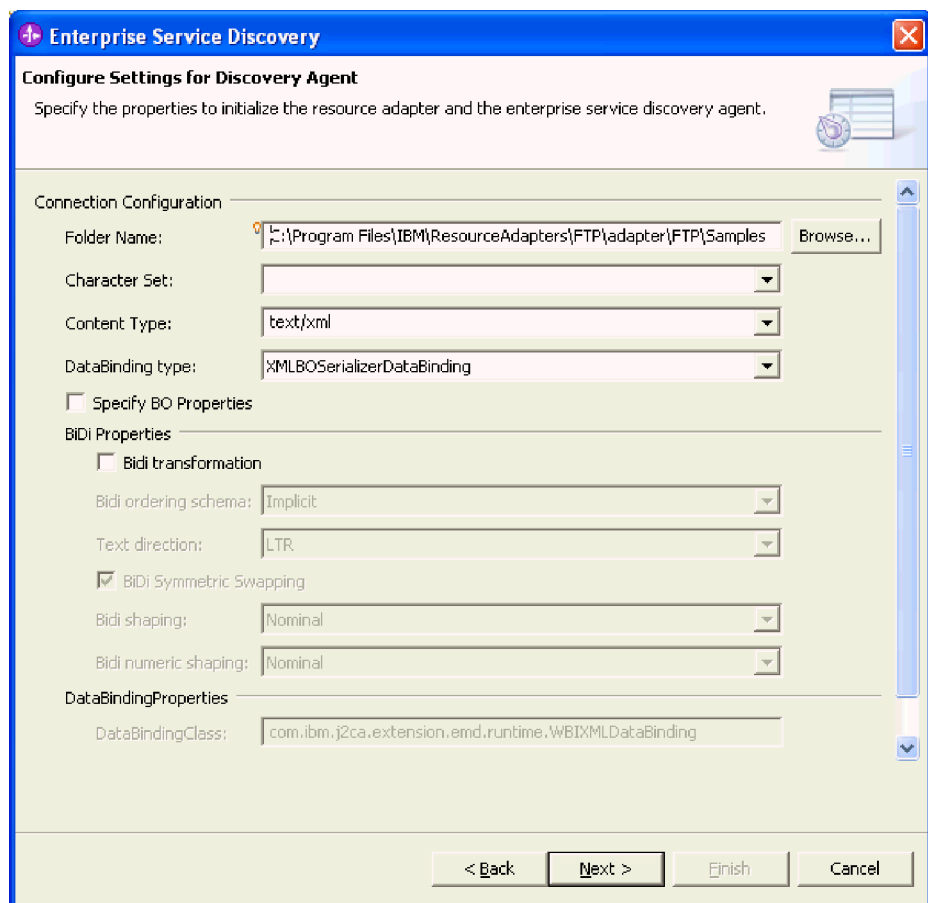 Enterprise Service Discovery
Configure Settings for Discovery Agent
Specify the properties to initialize the resource adapter and the enterprise service discovery agent.
Connection Configuration
Folder Name: C:\Program Files\IBM\ResourceAdapters\FTP\adapter\FTP\Samples Browse...
Character Set:
Content Type: text/xml
DataBinding type: XMLBOSerializerDataBinding
Specify BO Properties
BiDi Properties
Bidi transformation
Bidi ordering schema: Implicit
Text direction: LTR
BiDi Symmetric Swapping
Bidi shaping: Nominal
Bidi numeric shaping: Nominal
DataBindingProperties
DataBindingClass: com.ibm.j2ca.extension.emd.runtime.WBIXMLDataBinding
< Back Next > Finish Cancel